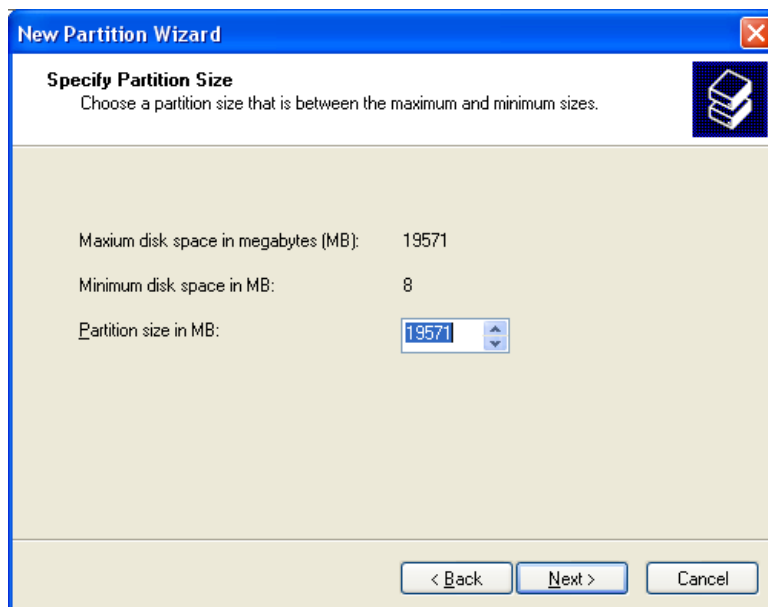 New Partition Wizard
Specify Partition Size
Choose a partition size that is between the maximum and minimum sizes.
Maxium disk space in megabytes (MB): 19571
Minimum disk space in MB: 8
Partition size in MB: 19571
< Back Next > Cancel